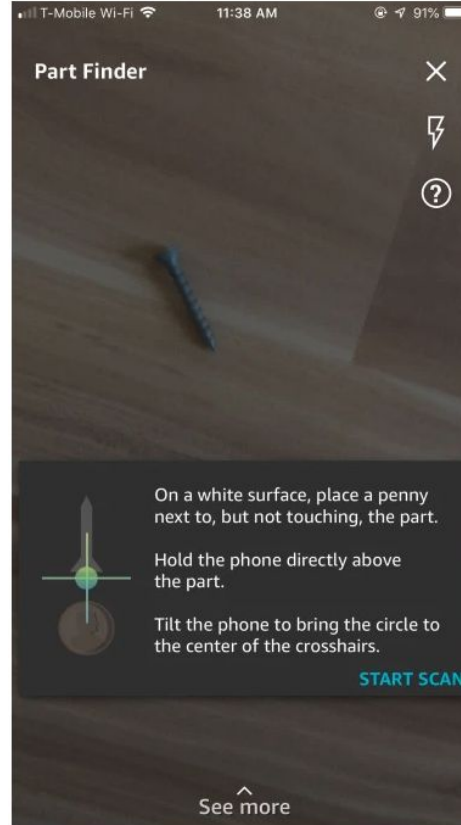 T-Mobile Wi-Fi 11:38 AM 91%
Part Finder
?
On a white surface, place a penny
next to, but not touching, the part.
Hold the phone directly above
the part.
Tilt the phone to bring the circle to
the center of the crosshairs.
START SCAN
See more